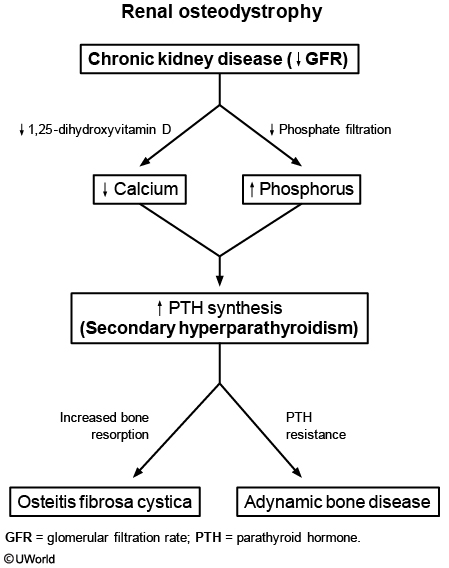 Renal osteodystrophy
Chronic kidney disease (↓ GFR)
↓ 1,25-dihydroxyvitamin D
↓ Phosphate filtration
↓ Calcium
↑ Phosphorus
↑ PTH synthesis
(Secondary hyperparathyroidism)
Increased bone
resorption
PTH
resistance
Osteitis fibrosa cystica
Adynamic bone disease
GFR = glomerular filtration rate; PTH = parathyroid hormone.
©UWorld